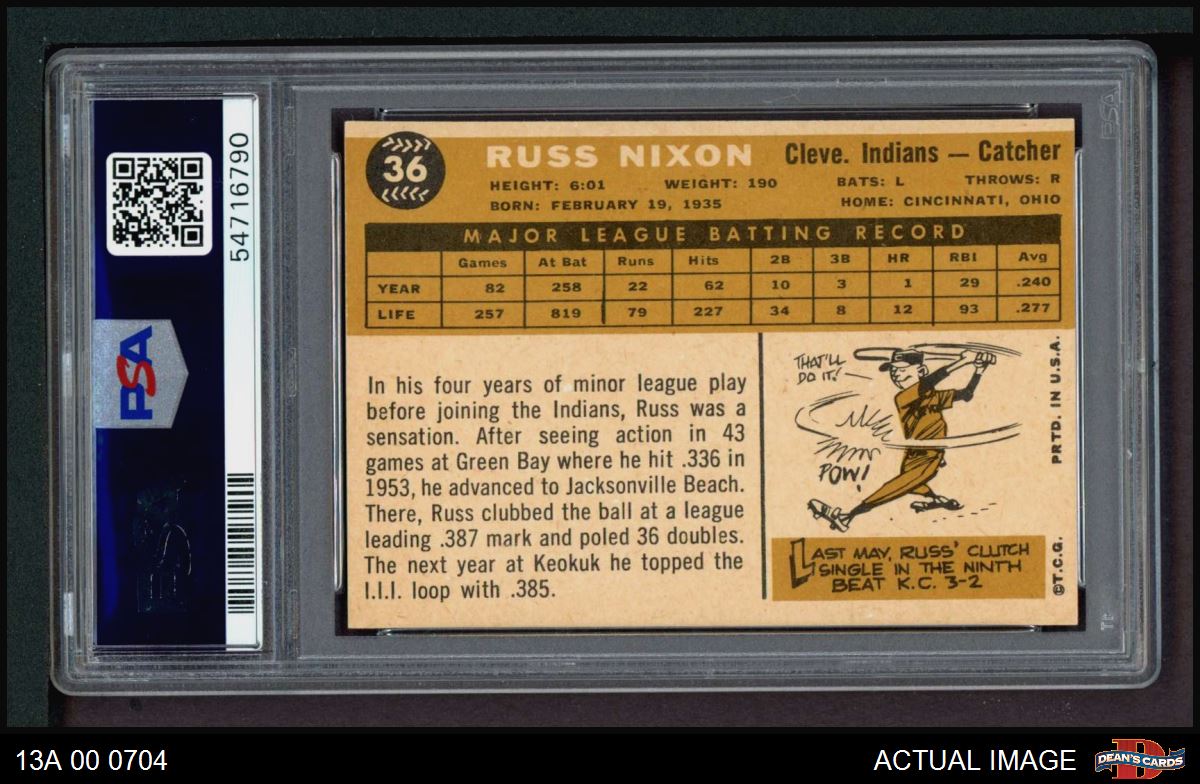 54716790
PSA
36
RUSS NIXON Cleve. Indians — Catcher
HEIGHT: 6:01 WEIGHT: 190 BATS: L THROWS: R
BORN: FEBRUARY 19, 1935 HOME: CINCINNATI, OHIO
MAJOR LEAGUE BATTING RECORD
Games At Bat Runs Hits 2B 3B HR RBI Avg
YEAR 82 258 22 62 10 3 1 29 .240
LIFE 257 819 79 227 34 8 12 93 .277
In his four years of minor league play
before joining the Indians, Russ was a
sensation. After seeing action in 43
games at Green Bay where he hit .336 in
1953, he advanced to Jacksonville Beach.
There, Russ clubbed the ball at a league
leading .387 mark and poled 36 doubles.
The next year at Keokuk he topped the
I.I.I. loop with .385.
THAT'LL
DO IT!
POW!
LAST MAY, RUSS' CLUTCH
SINGLE IN THE NINTH
BEAT K.C. 3-2
PRTD. IN U.S.A.
©T.C.G.
PSA
13A 00 0704
ACTUAL IMAGE
DEAN'S CARDS